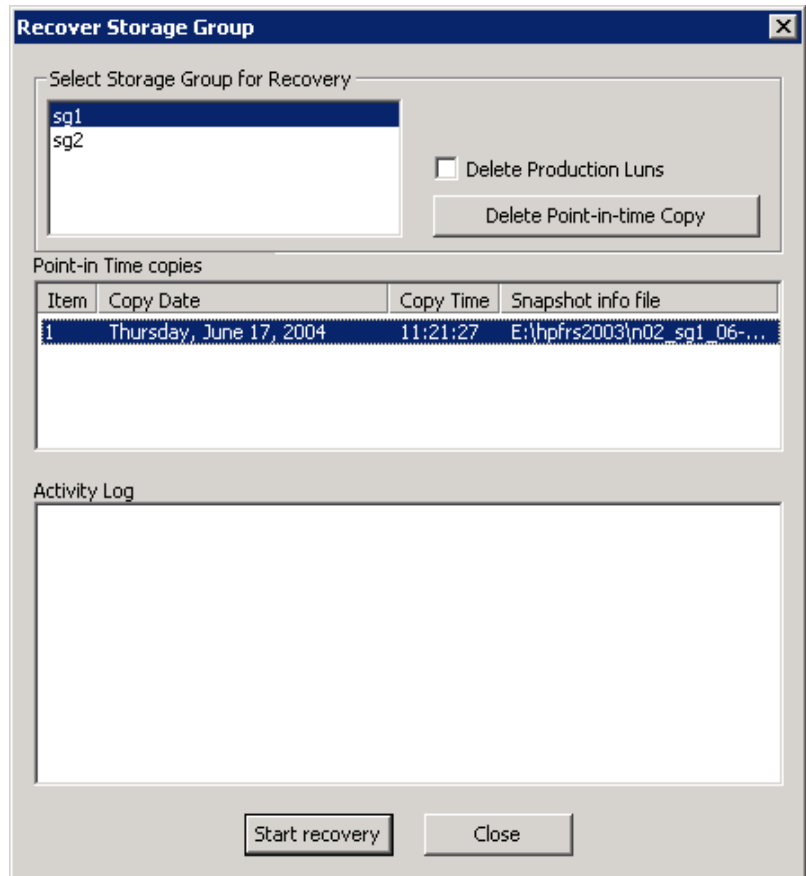 Recover Storage Group
Select Storage Group for Recovery
sg1
sg2
Delete Production Luns
Delete Point-in-time Copy
Point-in Time copies
Item Copy Date Copy Time Snapshot info file
1 Thursday, June 17, 2004 11:21:27 E:\hpfrs2003\n02_sg1_06-...
Activity Log
Start recovery Close